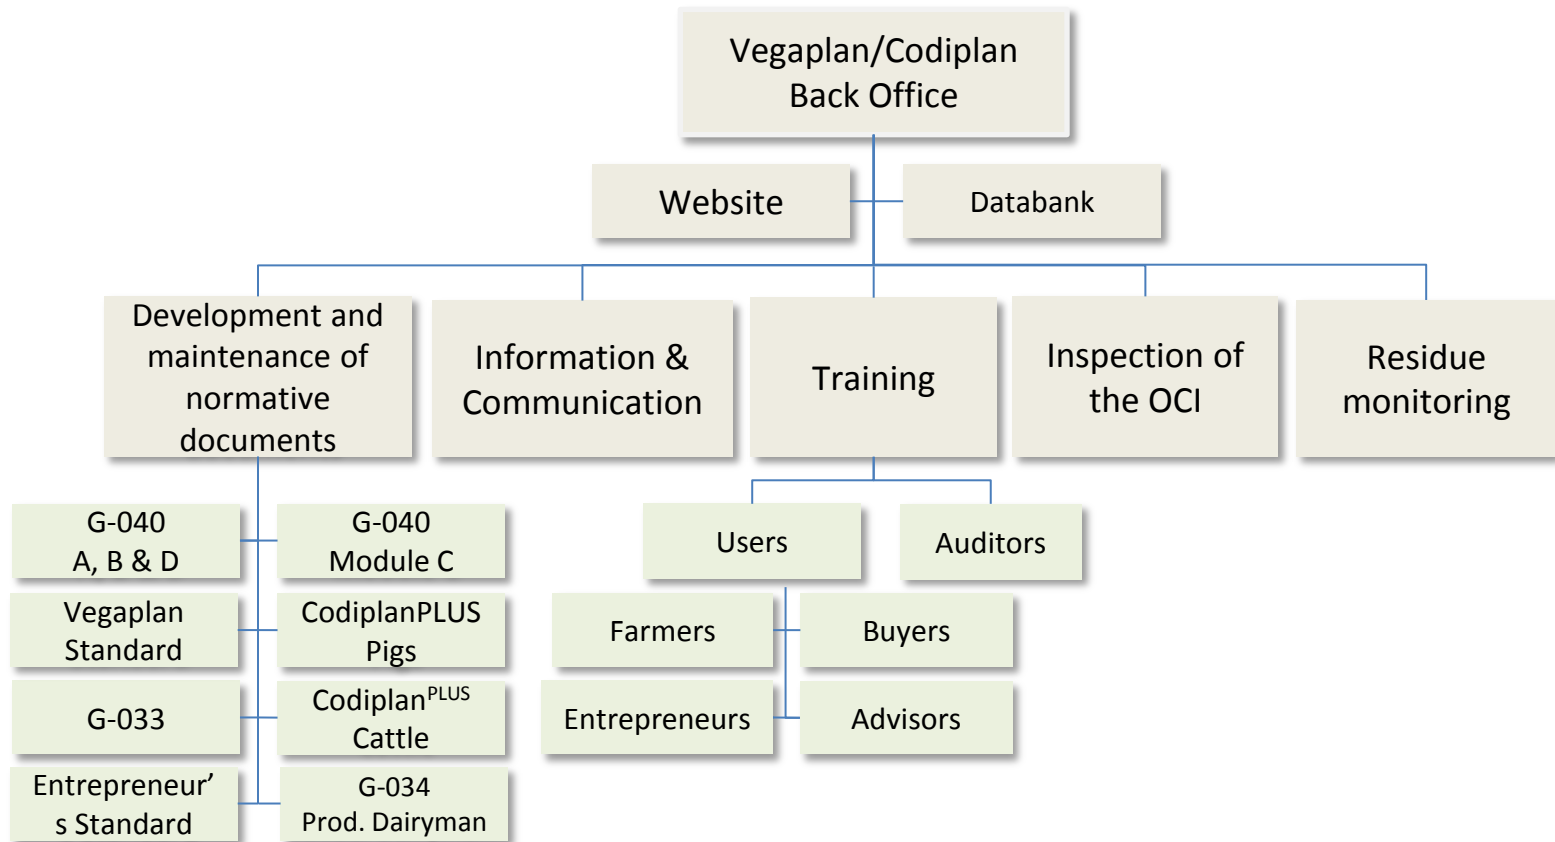 Vegaplan/Codiplan
Back Office
Website
Databank
Development and
maintenance of
normative
documents
Information &
Communication
Training
Inspection of
the OCI
Residue
monitoring
G-040
A, B & D
G-040
Module C
Vegaplan
Standard
CodiplanPLUS
Pigs
G-033
CodiplanPLUS
Cattle
Entrepreneur’
s Standard
G-034
Prod. Dairyman
Users
Auditors
Farmers
Buyers
Entrepreneurs
Advisors